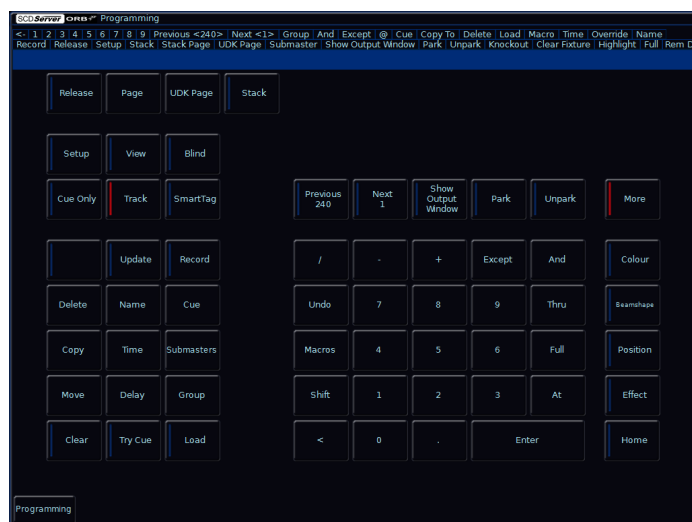 SCD Server ORB XF Programming
<- 1 2 3 4 5 6 7 8 9 Previous <240> Next <1> Group And Except @ Cue Copy To Delete Load Macro Time Override Name
Record Release Setup Stack Stack Page UDK Page Submaster Show Output Window Park Unpark Knockout Clear Fixture Highlight Full Rem D
Release Page UDK Page Stack
Setup View Blind
Cue Only Track SmartTag
Previous 240
Next 1
Show Output Window
Park Unpark More
Update Record / - + Except And Colour
Delete Name Cue Undo 7 8 9 Thru Beamshape
Copy Time Submasters Macros 4 5 6 Full Position
Move Delay Group Shift 1 2 3 At Effect
Clear Try Cue Load < 0 . Enter Home
Programming